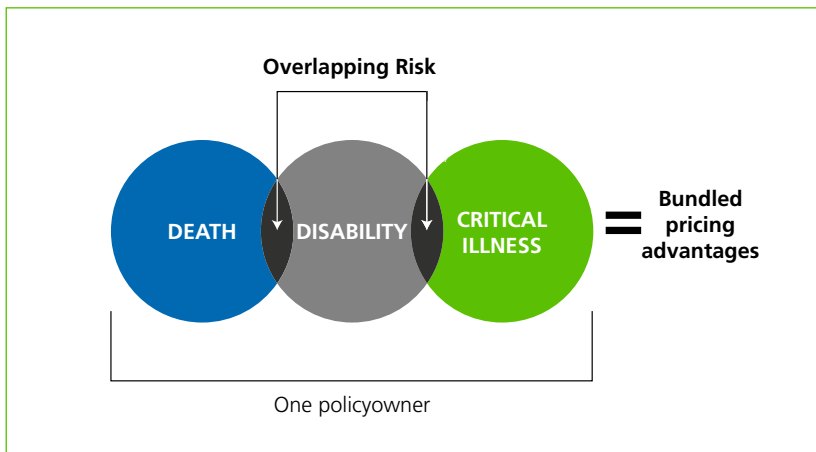 Overlapping Risk
DEATH
DISABILITY
CRITICAL
ILLNESS
=
Bundled
pricing
advantages
One policyowner